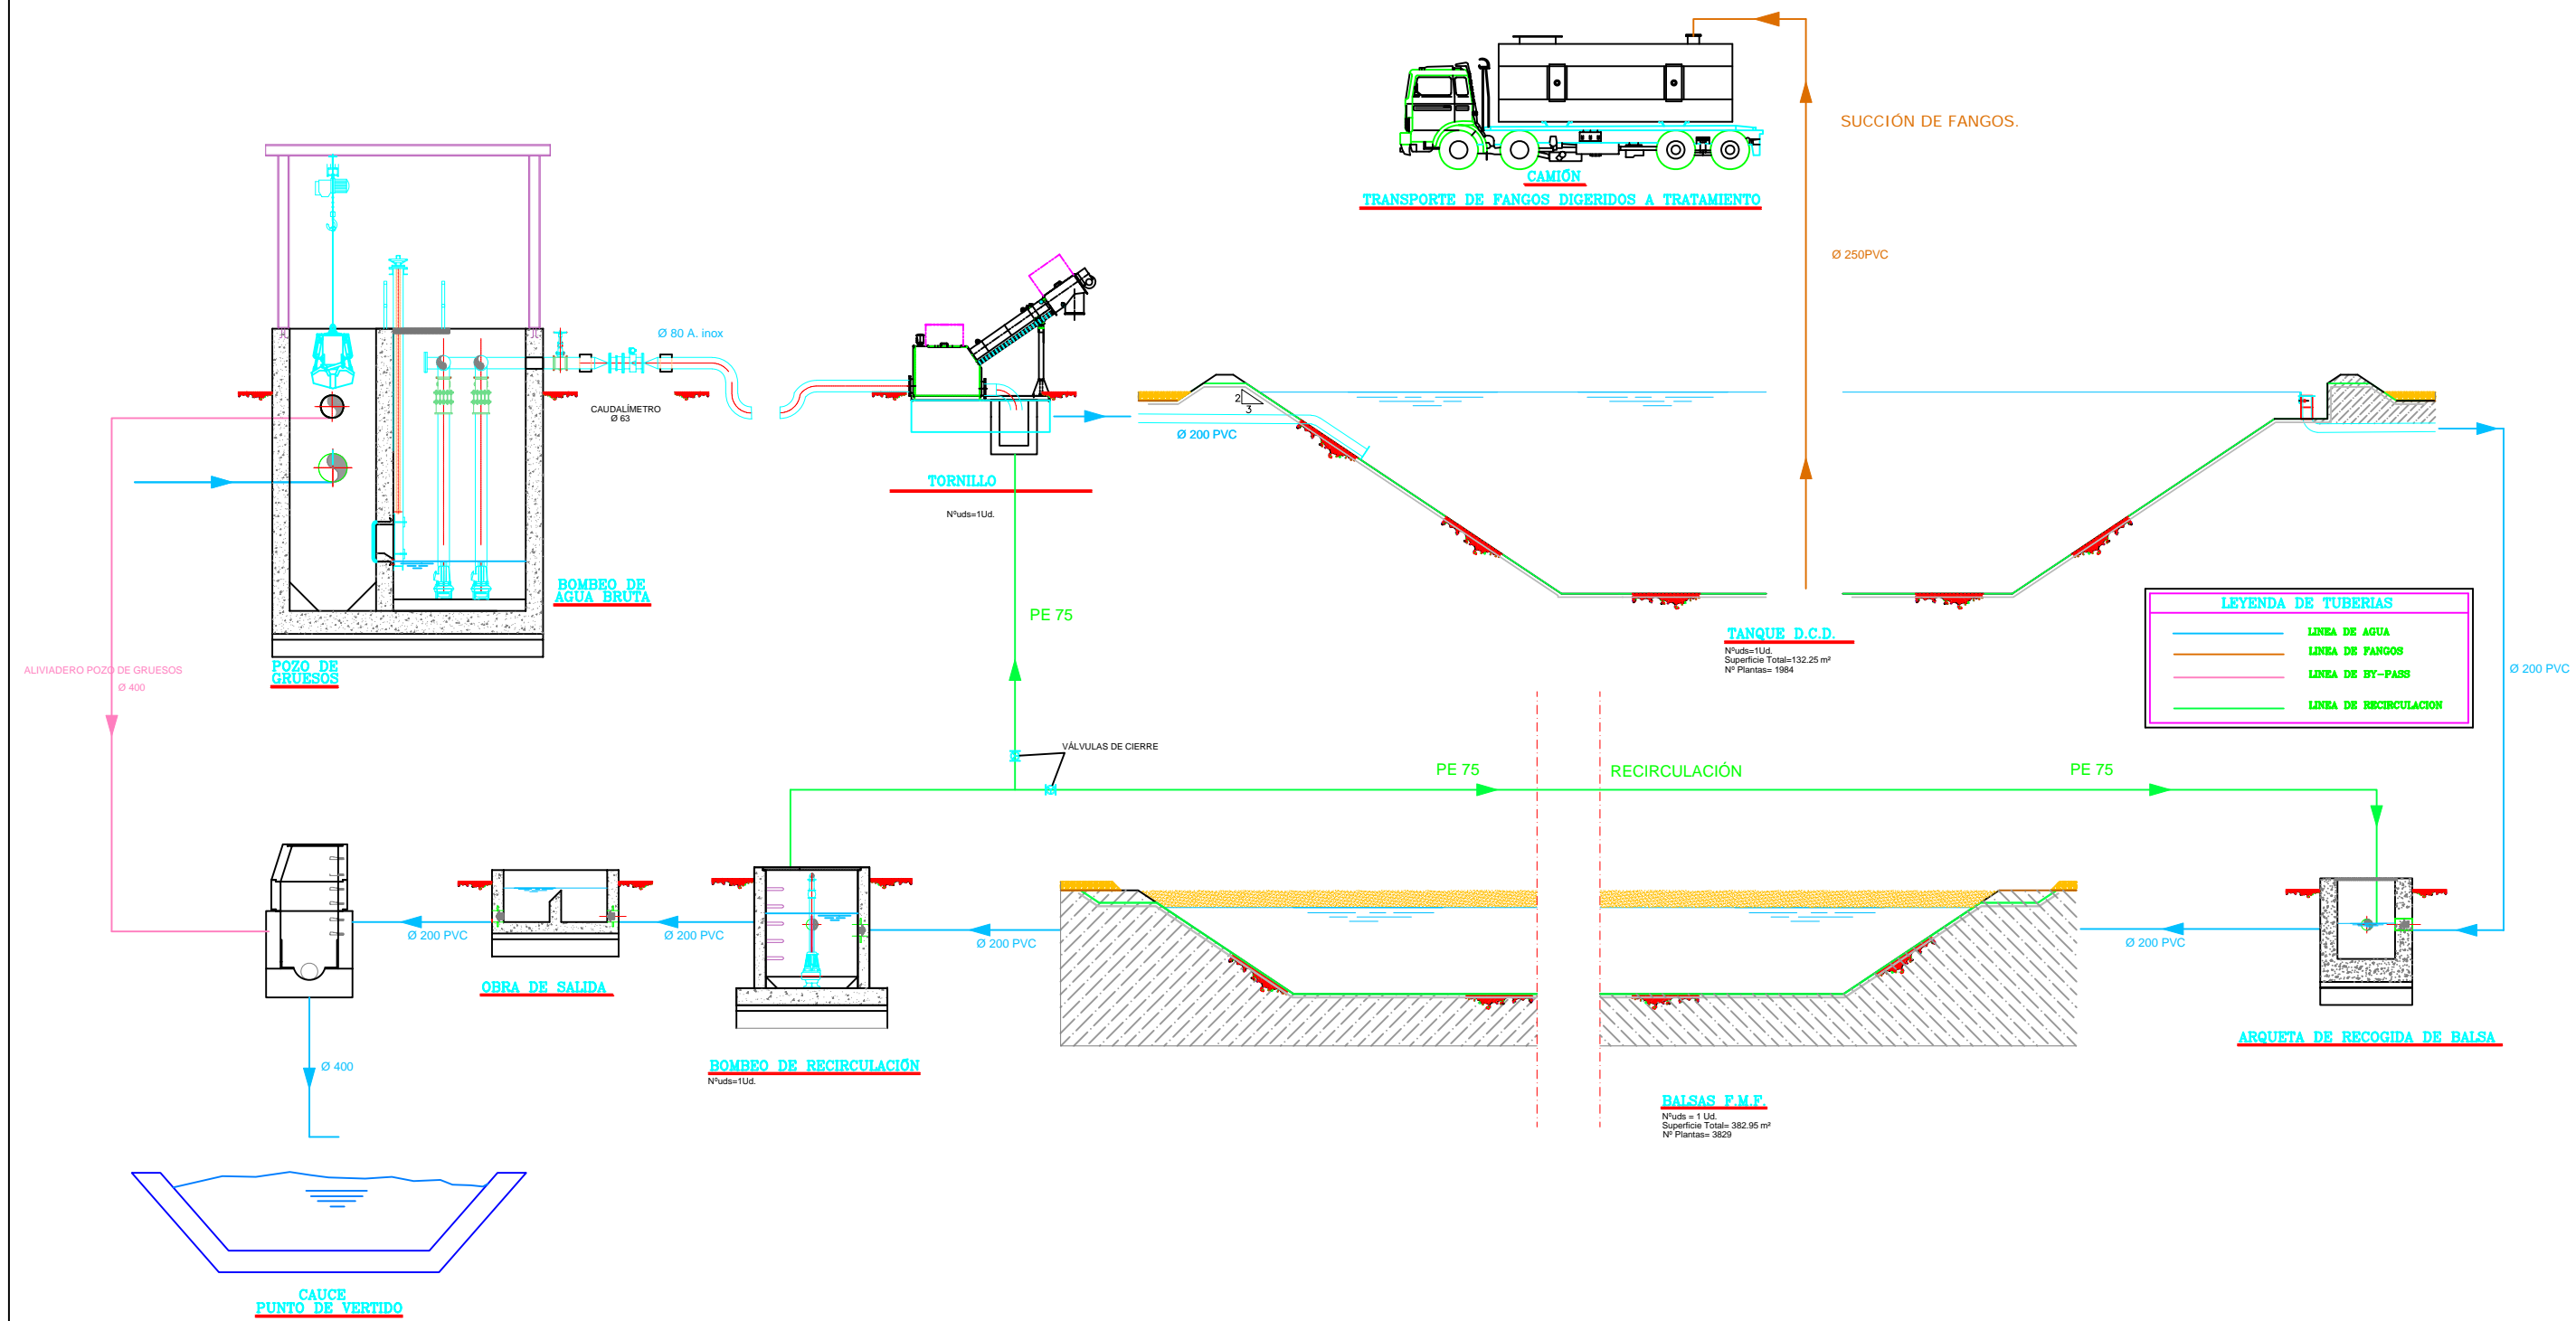 SUCCIÓN DE FANGOS.
CAMIÓN
TRANSPORTE DE FANGOS DIGERIDOS A TRATAMIENTO
Ø 250PVC
Ø 80 A. inox
CAUDALÍMETRO
Ø 63
2
3
Ø 200 PVC
TORNILLO
Nºuds=1Ud.
BOMBEO DE
AGUA BRUTA
POZO DE
GRUESOS
ALIVIADERO POZO DE GRUESOS
Ø 400
PE 75
TANQUE D.C.D.
Nºuds=1Ud.
Superficie Total=132.25 m²
Nº Plantas= 1984
LEYENDA DE TUBERIAS
LINEA DE AGUA
LINEA DE FANGOS
LINEA DE BY-PASS
LINEA DE RECIRCULACION
Ø 200 PVC
VÁLVULAS DE CIERRE
PE 75
RECIRCULACIÓN
PE 75
Ø 200 PVC
Ø 200 PVC
Ø 200 PVC
Ø 200 PVC
OBRA DE SALIDA
BOMBEO DE RECIRCULACIÓN
Nºuds=1Ud.
ARQUETA DE RECOGIDA DE BALSA
Ø 400
BALSAS F.M.F.
Nºuds = 1 Ud.
Superficie Total= 382.95 m²
Nº Plantas= 3829
CAUCE
PUNTO DE VERTIDO